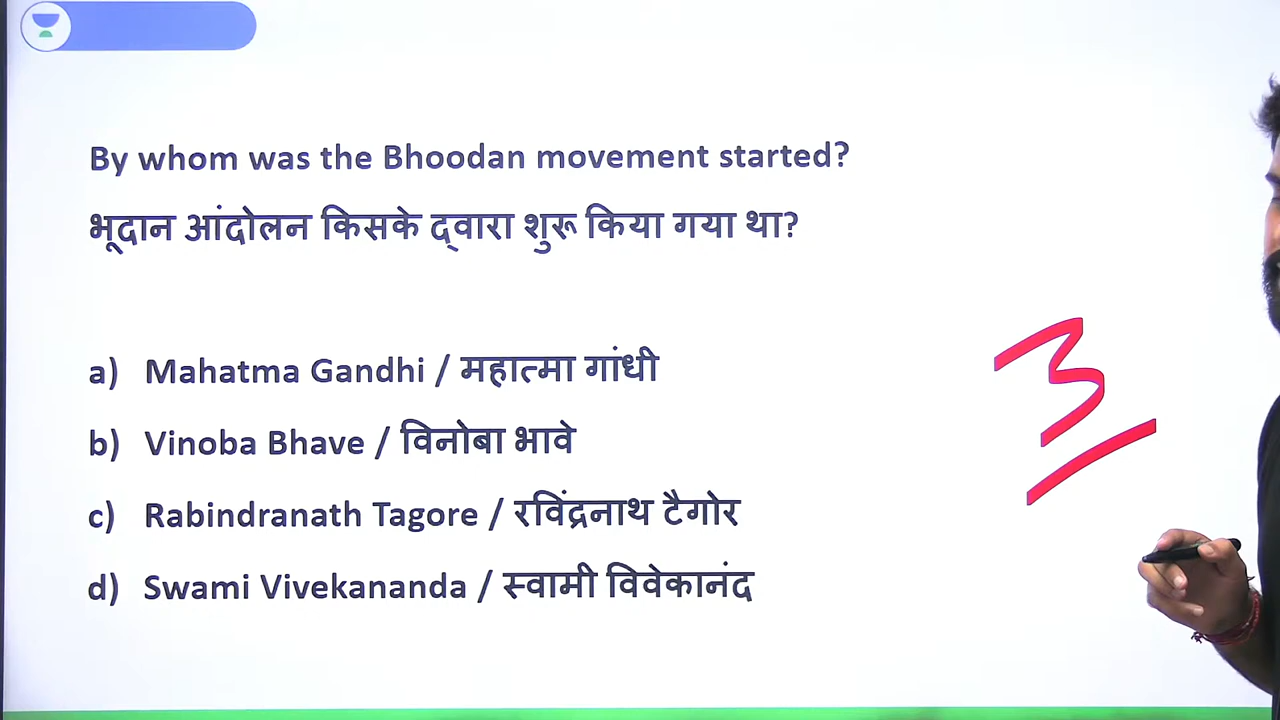 By whom was the Bhoodan movement started?
भूदान आंदोलन किसके द्वारा शुरू किया गया था?
a) Mahatma Gandhi / महात्मा गांधी
3
b) Vinoba Bhave / विनोबा भावे
c) Rabindranath Tagore / रविंद्रनाथ टैगोर
d) Swami Vivekananda / स्वामी विवेकानंद